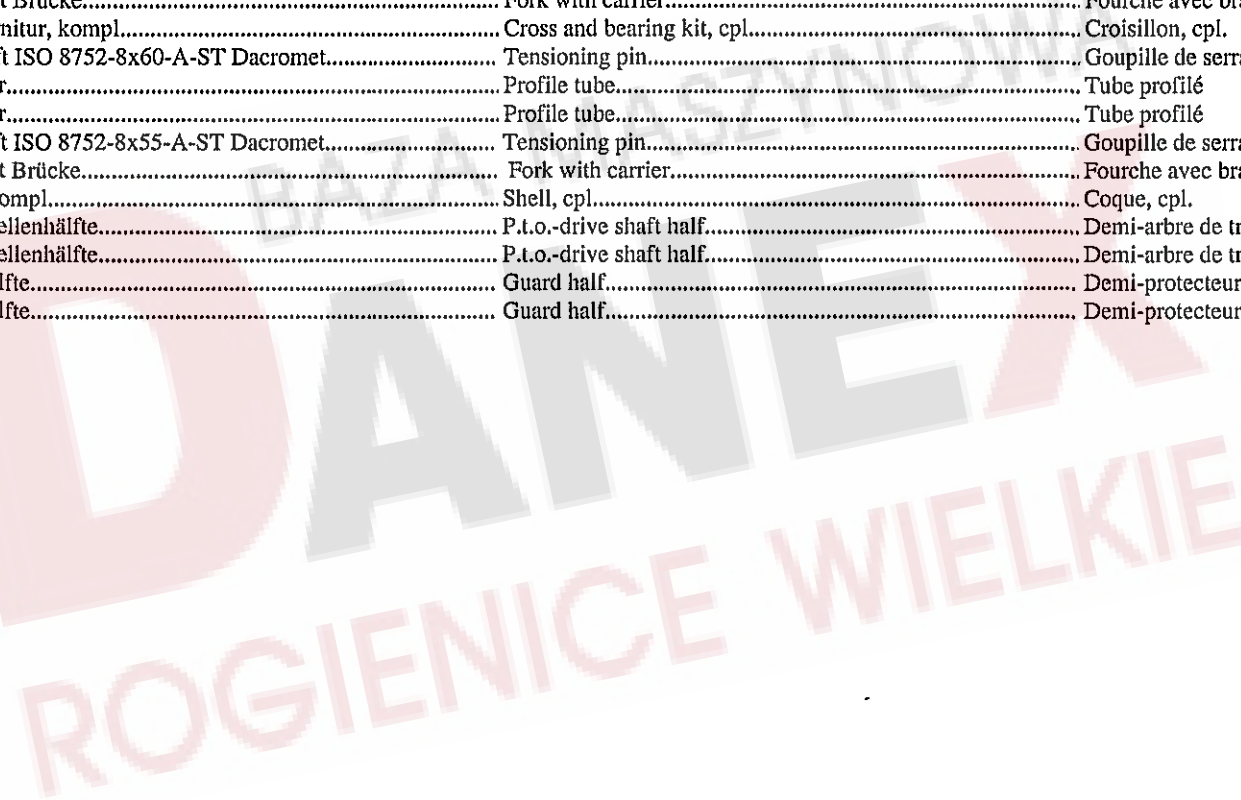 t Brücke........ Fork with carrier........ Fourche avec bra
nitur, kompl........ Cross and bearing kit, cpl........ Croisillon, cpl.
ft ISO 8752-8x60-A-ST Dacromet........ Tensioning pin........ Goupille de serra
r........ Profile tube........ Tube profilé
r........ Profile tube........ Tube profilé
ft ISO 8752-8x55-A-ST Dacromet........ Tensioning pin........ Goupille de serra
t Brücke........ Fork with carrier........ Fourche avec bra
ompl........ Shell, cpl........ Coque, cpl.
ellenhälfte........ P.t.o.-drive shaft half........ Demi-arbre de tr
ellenhälfte........ P.t.o.-drive shaft half........ Demi-arbre de tr
lfte........ Guard half........ Demi-protecteur
lfte........ Guard half........ Demi-protecteur
BAZA MASZYNOWA
DANEX
ROGIENICE WIELKIE